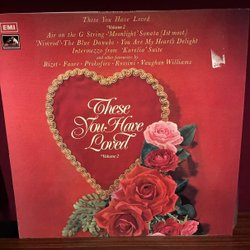 EMI
These You Have Loved
Volume 2
Air on the G String · 'Moonlight' Sonata (1st mov't.)
'Nimrod' · The Blue Danube · You Are My Heart's Delight
Intermezzo from 'Karelia' Suite
and other favourites by
Bizet · Faure · Prokofiev · Rossini · Vaughan Williams
These
You Have
Loved
Volume 2